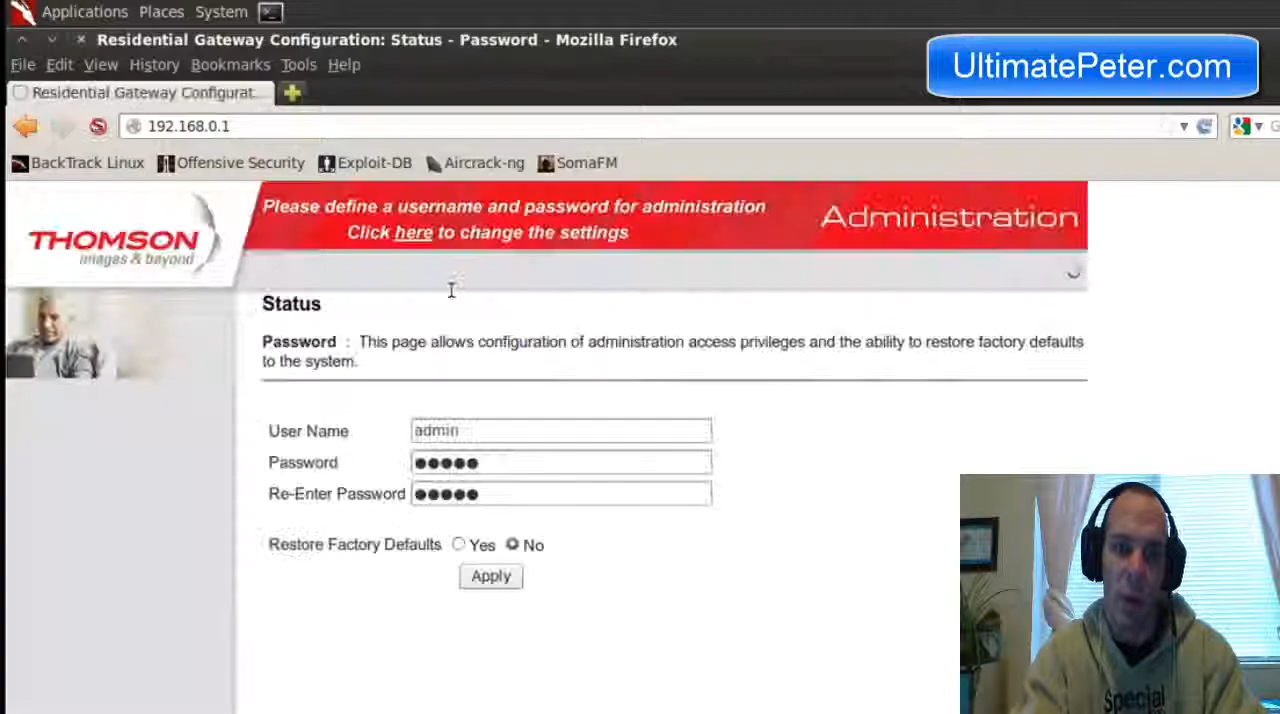 Applications Places System
Residential Gateway Configuration: Status - Password - Mozilla Firefox
File Edit View History Bookmarks Tools Help
UltimatePeter.com
Residential Gateway Configurat...
192.168.0.1
BackTrack Linux Offensive Security Exploit-DB Aircrack-ng SomaFM
THOMSON
images & beyond
Please define a username and password for administration
Click here to change the settings
Administration
Status
Password : This page allows configuration of administration access privileges and the ability to restore factory defaults
to the system.
User Name admin
Password
Re-Enter Password
Restore Factory Defaults Yes No
Apply
Special